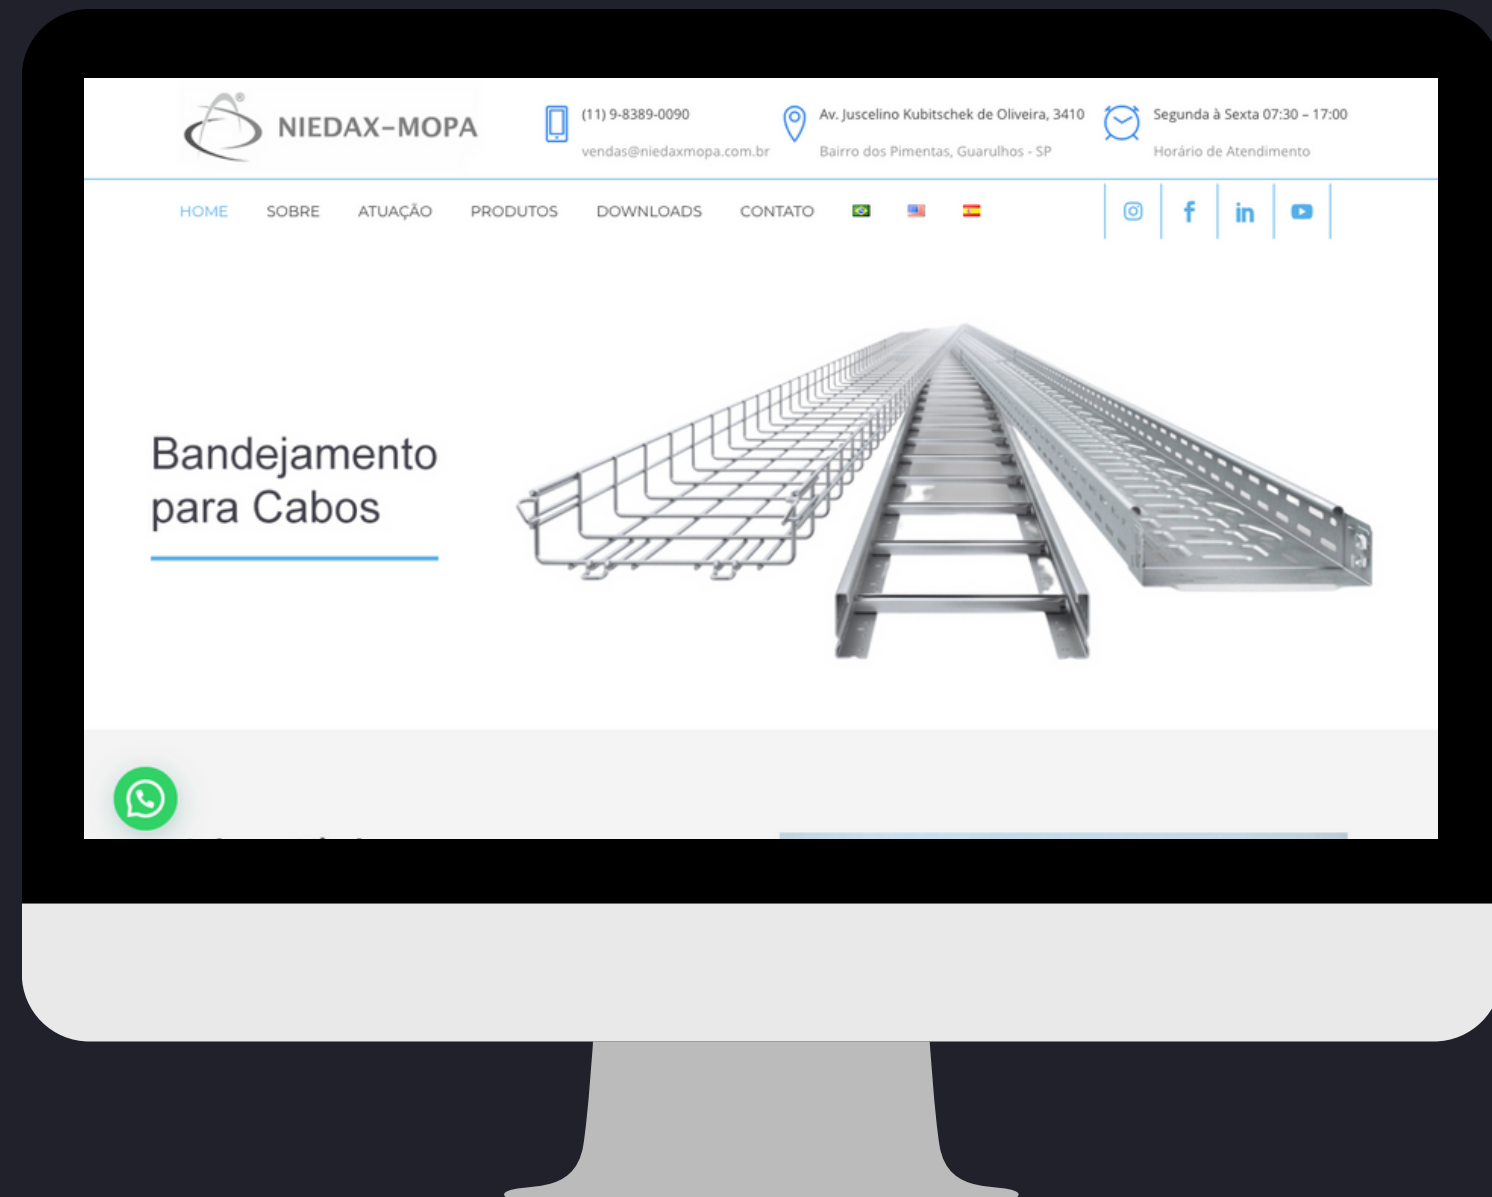 ®
NIEDAX-MOPA
(11) 9-8389-0090
vendas@niedaxmopa.com.br
Av. Juscelino Kubitschek de Oliveira, 3410
Bairro dos Pimentas, Guarulhos - SP
Segunda à Sexta 07:30 – 17:00
Horário de Atendimento
HOME SOBRE ATUAÇÃO PRODUTOS DOWNLOADS CONTATO
Bandejamento
para Cabos